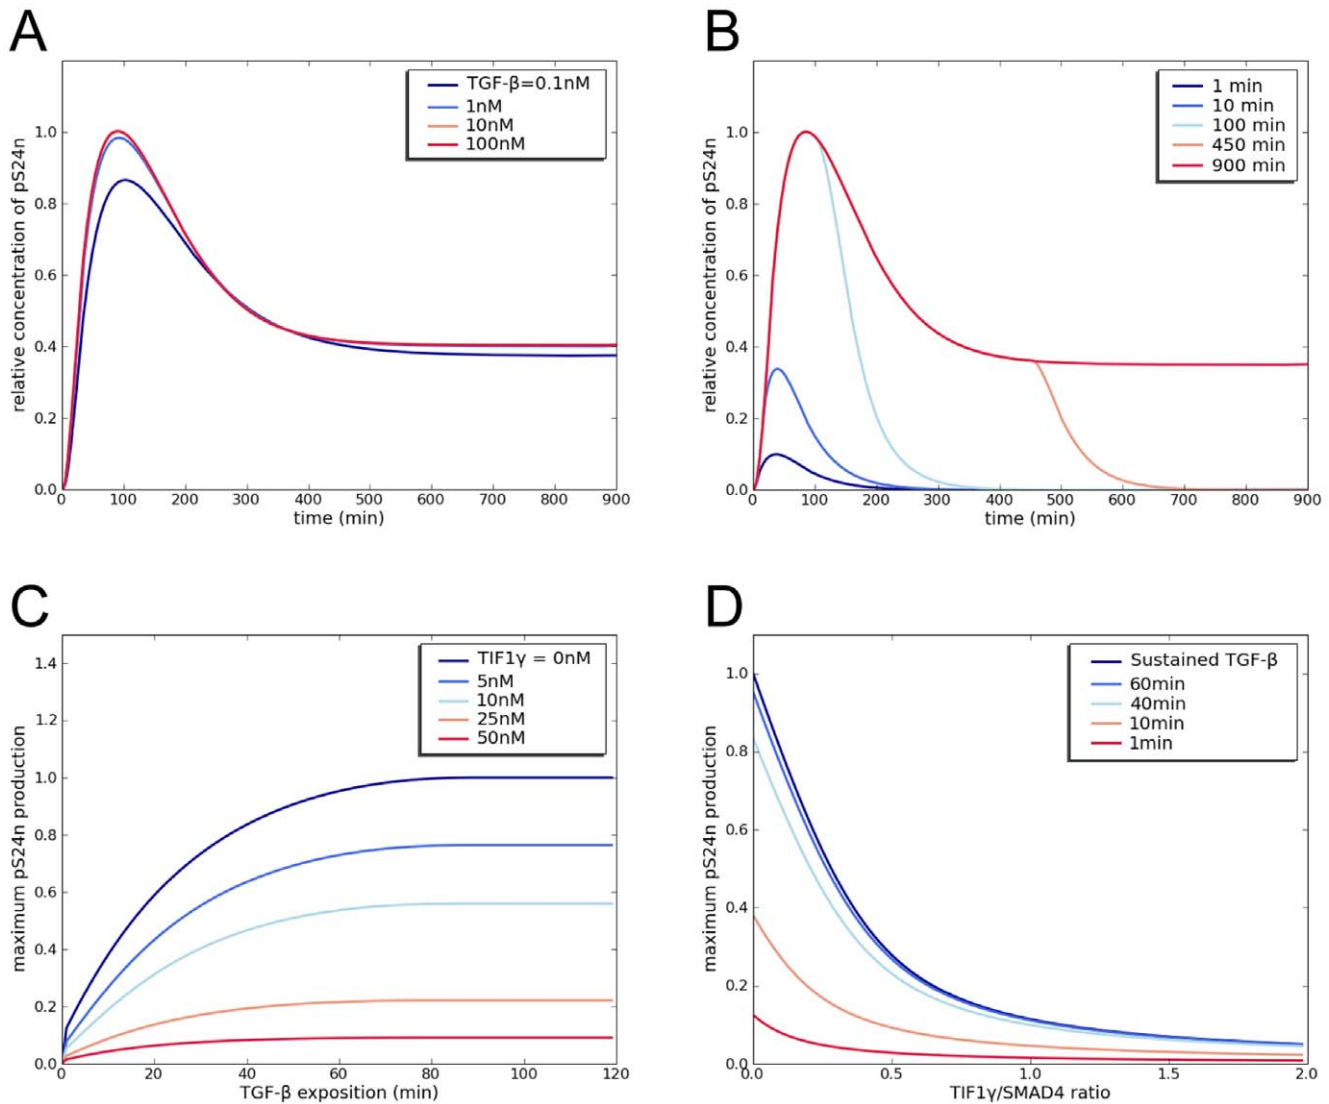 A
TGF-β=0.1nM
1nM
10nM
100nM
relative concentration of pS24n
1.0
0.8
0.6
0.4
0.2
0.0
0 100 200 300 400 500 600 700 800 900
time (min)
B
1 min
10 min
100 min
450 min
900 min
relative concentration of pS24n
1.0
0.8
0.6
0.4
0.2
0.0
0 100 200 300 400 500 600 700 800 900
time (min)
C
TIF1γ = 0nM
5nM
10nM
25nM
50nM
maximum pS24n production
1.4
1.2
1.0
0.8
0.6
0.4
0.2
0.0
0 20 40 60 80 100 120
TGF-β exposition (min)
D
Sustained TGF-β
60min
40min
10min
1min
maximum pS24n production
1.0
0.8
0.6
0.4
0.2
0.0
0.0 0.5 1.0 1.5 2.0
TIF1γ/SMAD4 ratio